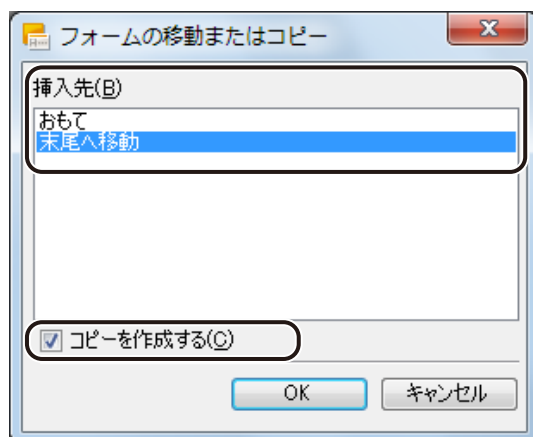 フォームの移動またはコピー
挿入先(B)
おもて
末尾へ移動
コピーを作成する(C)
OK キャンセル